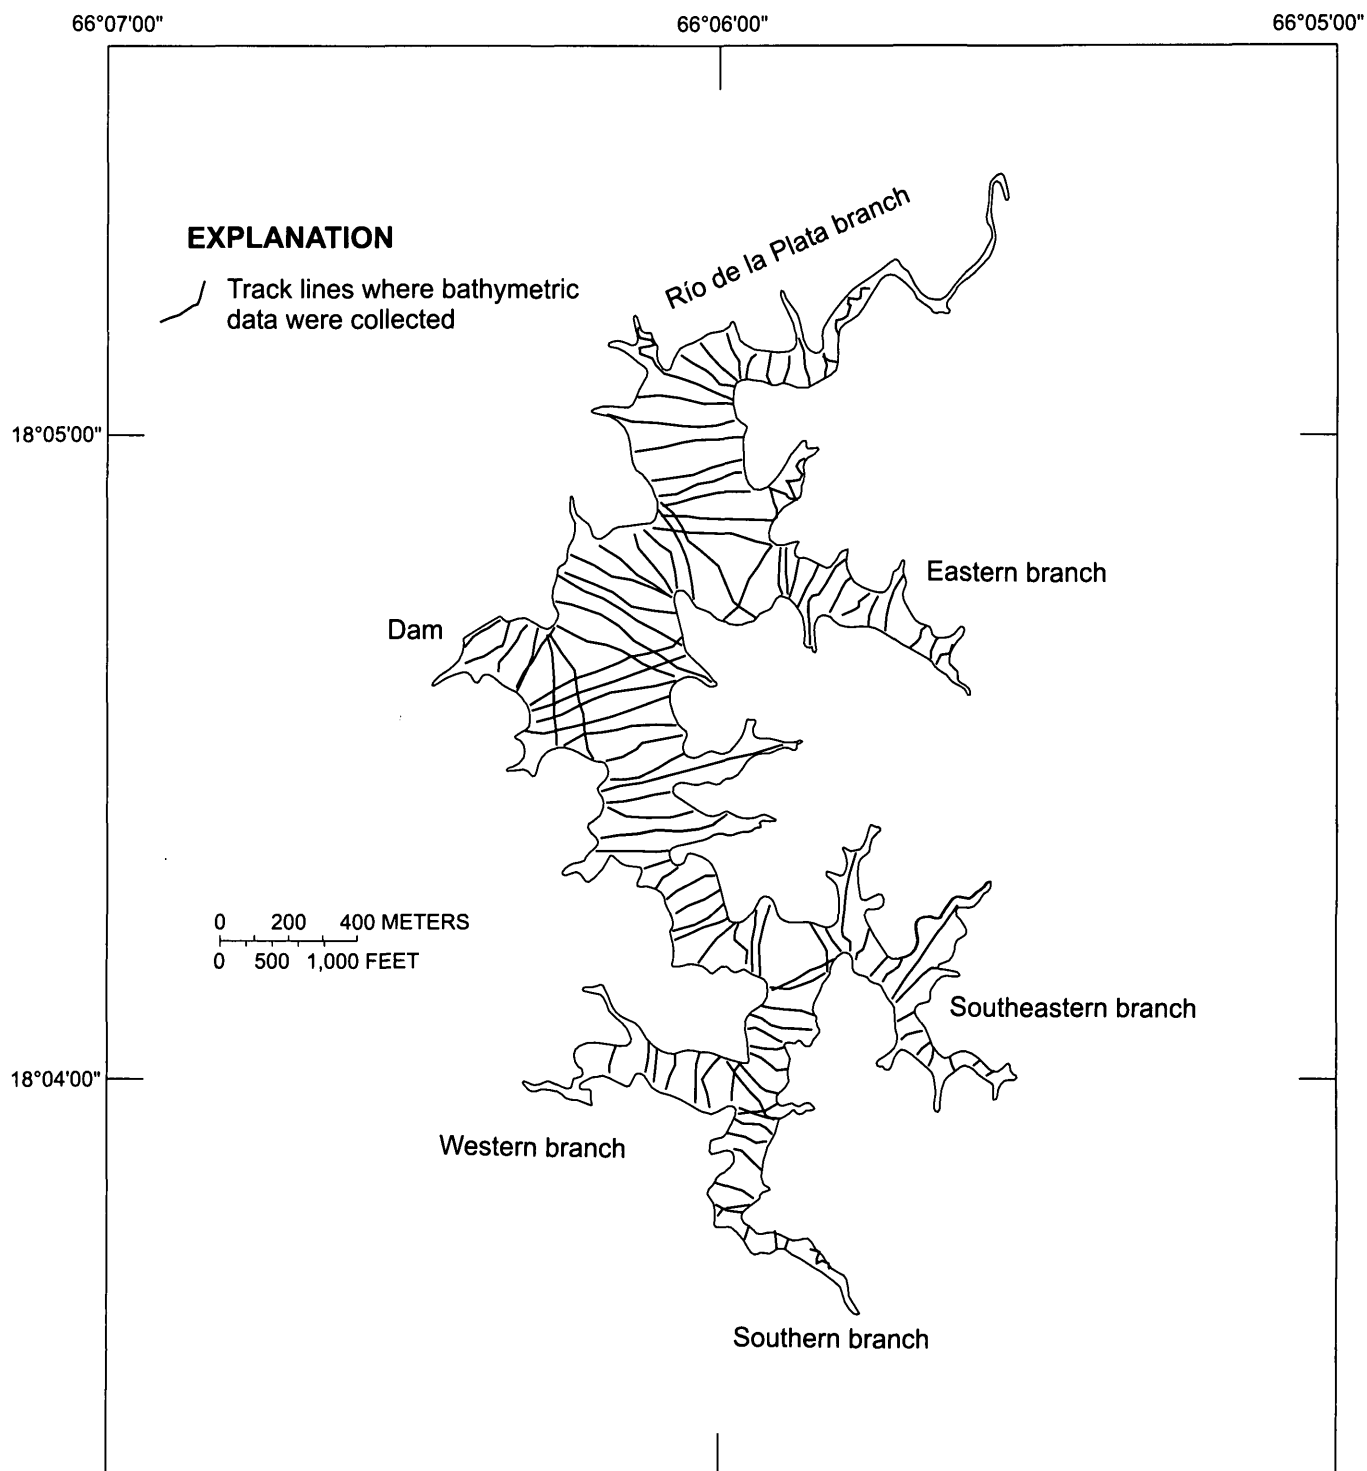 66°07'00" 66°06'00" 66°05'00"
Río de la Plata branch
EXPLANATION
Track lines where bathymetric
data were collected
18°05'00"
Eastern branch
Dam
0 200 400 METERS
0 500 1,000 FEET
Southeastern branch
18°04'00"
Western branch
Southern branch